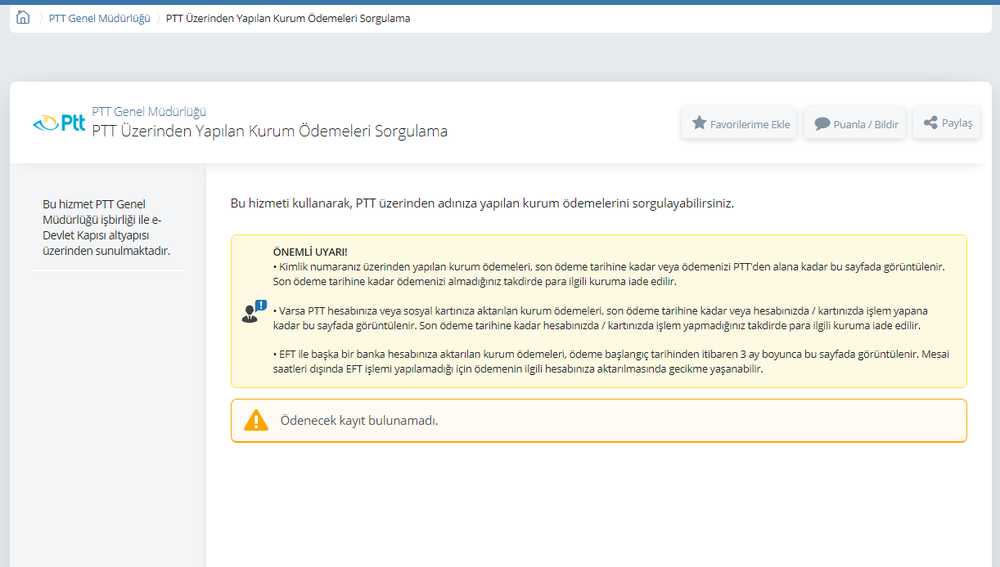 PTT Genel Müdürlüğü PTT Üzerinden Yapılan Kurum Ödemeleri Sorgulama
Ptt
PTT Genel Müdürlüğü
PTT Üzerinden Yapılan Kurum Ödemeleri Sorgulama
Favorilerime Ekle
Puanla / Bildir
Paylaş
Bu hizmet PTT Genel
Müdürlüğü işbirliği ile e-
Devlet Kapısı altyapısı
üzerinden sunulmaktadır.
Bu hizmeti kullanarak, PTT üzerinden adınıza yapılan kurum ödemelerini sorgulayabilirsiniz.
ÖNEMLİ UYARI!
• Kimlik numaranız üzerinden yapılan kurum ödemeleri, son ödeme tarihine kadar veya ödemenizi PTT'den alana kadar bu sayfada görüntülenir.
Son ödeme tarihine kadar ödemenizi almadığınız takdirde para ilgili kuruma iade edilir.
• Varsa PTT hesabınıza veya sosyal kartınıza aktarılan kurum ödemeleri, son ödeme tarihine kadar veya hesabınızda / kartınızda işlem yapana
kadar bu sayfada görüntülenir. Son ödeme tarihine kadar hesabınızda / kartınızda işlem yapmadığınız takdirde para ilgili kuruma iade edilir.
• EFT ile başka bir banka hesabınıza aktarılan kurum ödemeleri, ödeme başlangıç tarihinden itibaren 3 ay boyunca bu sayfada görüntülenir. Mesai
saatleri dışında EFT işlemi yapılamadığı için ödemenin ilgili hesabınıza aktarılmasında gecikme yaşanabilir.
Ödenecek kayıt bulunamadı.